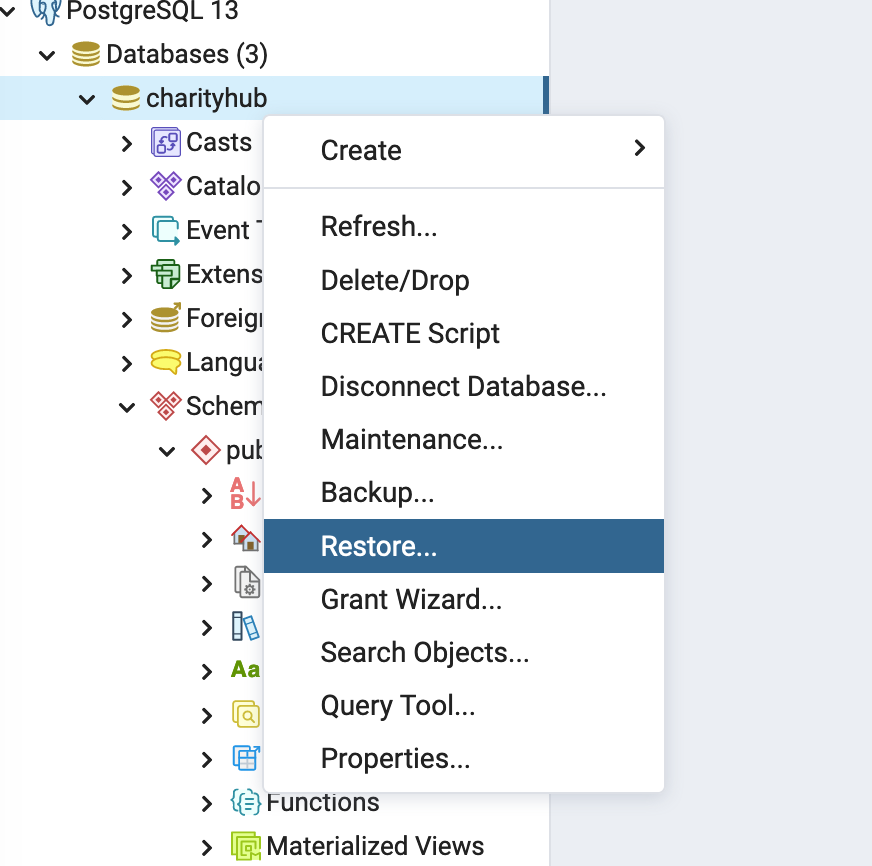 PostgreSQL 13
Databases (3)
charityhub
Casts
Create
Catalo
Refresh...
Event
Delete/Drop
Extens
Foreig
CREATE Script
Langua
Disconnect Database...
Schem
Maintenance...
pub
Backup...
Restore...
Grant Wizard...
Search Objects...
Aa
Query Tool...
Properties...
Functions
Materialized Views